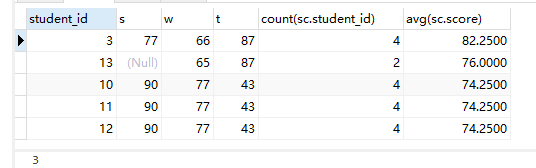 student_id s w t count(sc.student_id) avg(sc.score)
3 77 66 87 4 82.2500
13 (Null) 65 87 2 76.0000
10 90 77 43 4 74.2500
11 90 77 43 4 74.2500
12 90 77 43 4 74.2500
3